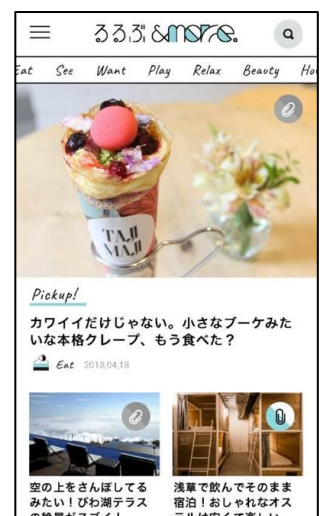 るるぶ &more.
Eat See Want Play Relax Beauty
TAJI
MAJI
Pickup!
カワイイだけじゃない。小さなブーケみた
いな本格クレープ、もう食べた？
Eat 2018.04.18
空の上をさんぽしてる
みたい！びわ湖テラス
浅草で飲んでそのまま
宿泊！おしゃれなオス